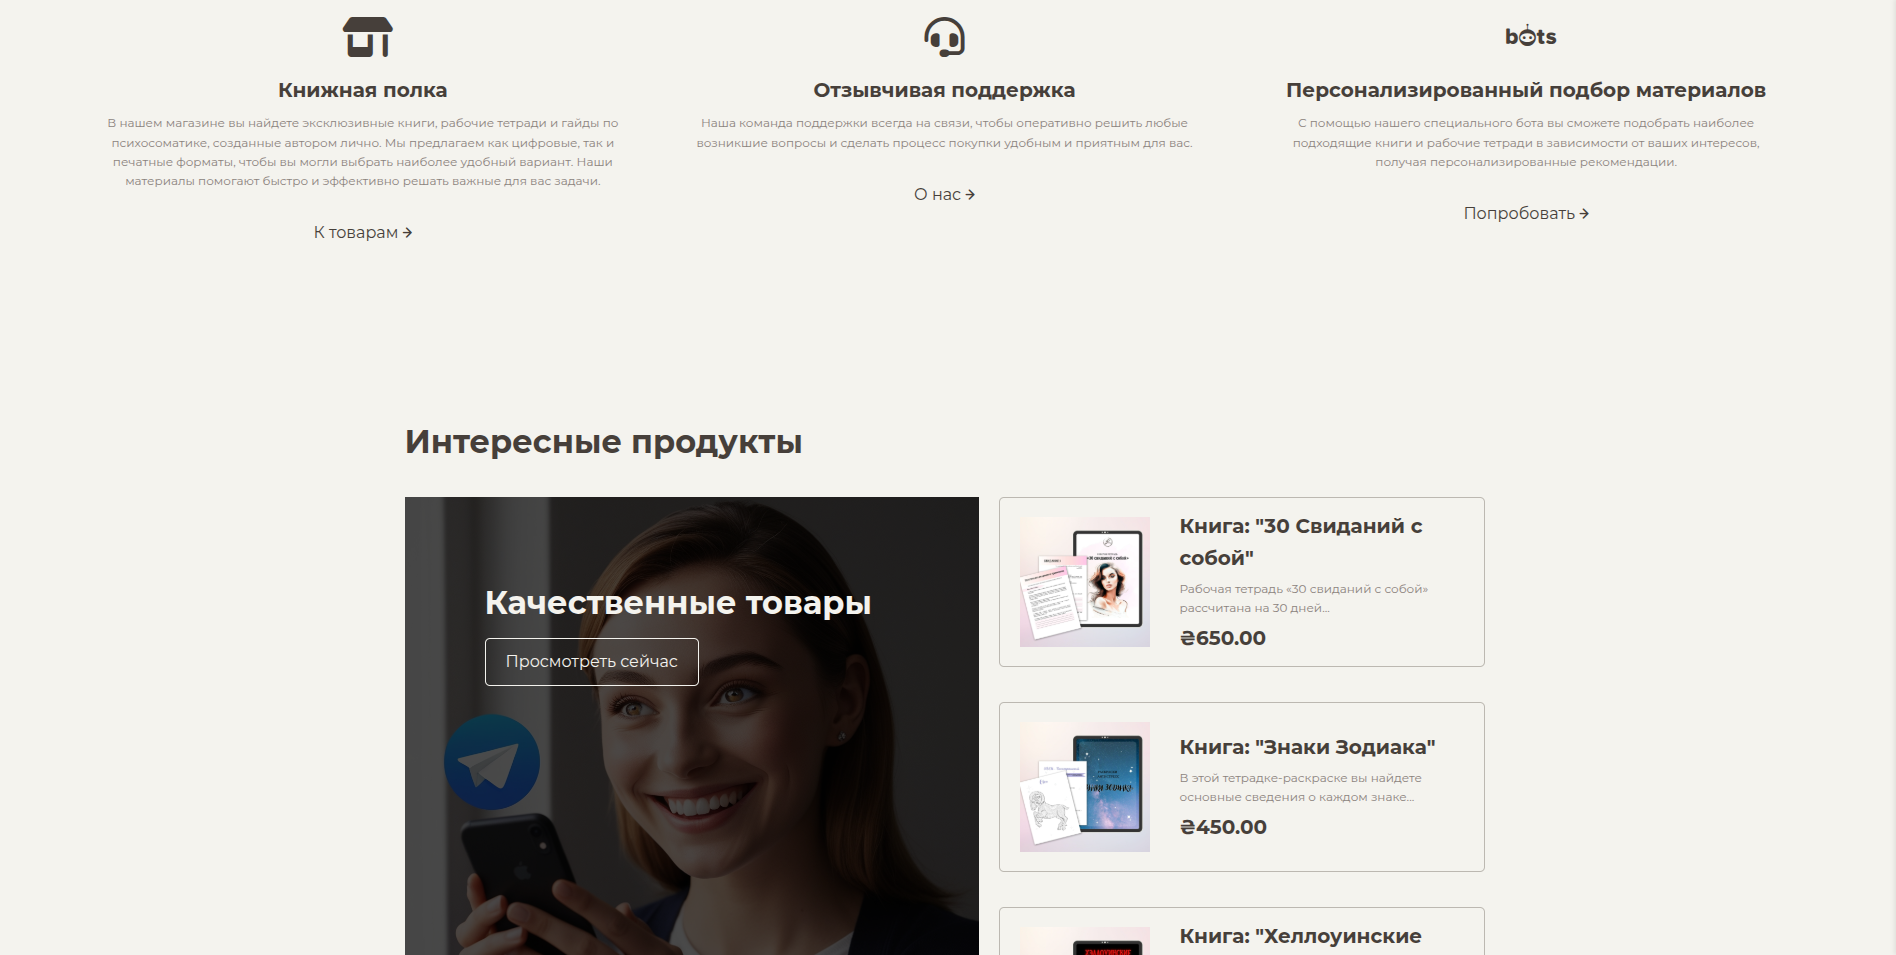 bots
Книжная полка
В нашем магазине вы найдете эксклюзивные книги, рабочие тетради и гайды по
психосоматике, созданные автором лично. Мы предлагаем как цифровые, так и
печатные форматы, чтобы вы могли выбрать наиболее удобный вариант. Наши
материалы помогают быстро и эффективно решать важные для вас задачи.
К товарам →
Отзывчивая поддержка
Наша команда поддержки всегда на связи, чтобы оперативно решить любые
возникшие вопросы и сделать процесс покупки удобным и приятным для вас.
О нас →
Персонализированный подбор материалов
С помощью нашего специального бота вы сможете подобрать наиболее
подходящие книги и рабочие тетради в зависимости от ваших интересов,
получая персонализированные рекомендации.
Попробовать →
Интересные продукты
Качественные товары
Просмотреть сейчас
Книга: "30 Свиданий с
собой"
Рабочая тетрадь «30 свиданий с собой»
рассчитана на 30 дней...
₴650.00
Книга: "Знаки Зодиака"
В этой тетрадке-раскраске вы найдете
основные сведения о каждом знаке...
₴450.00
Книга: "Хеллоуинские